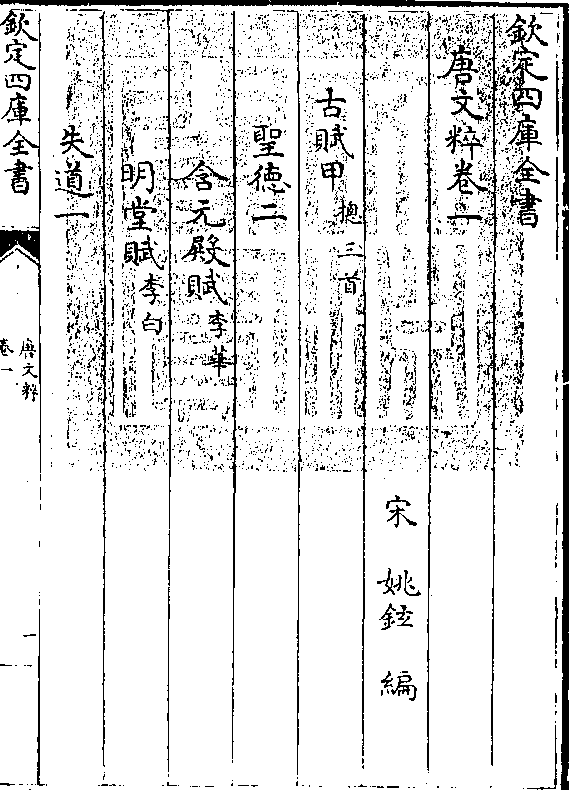 欽定四庫全書
唐文粹卷一
宋 姚鉉 編
古賦甲 摠三首
聖徳二
含元殿賦 李華
明堂賦 李白
失道一
欽定四庫全書
唐文粹
卷一
一